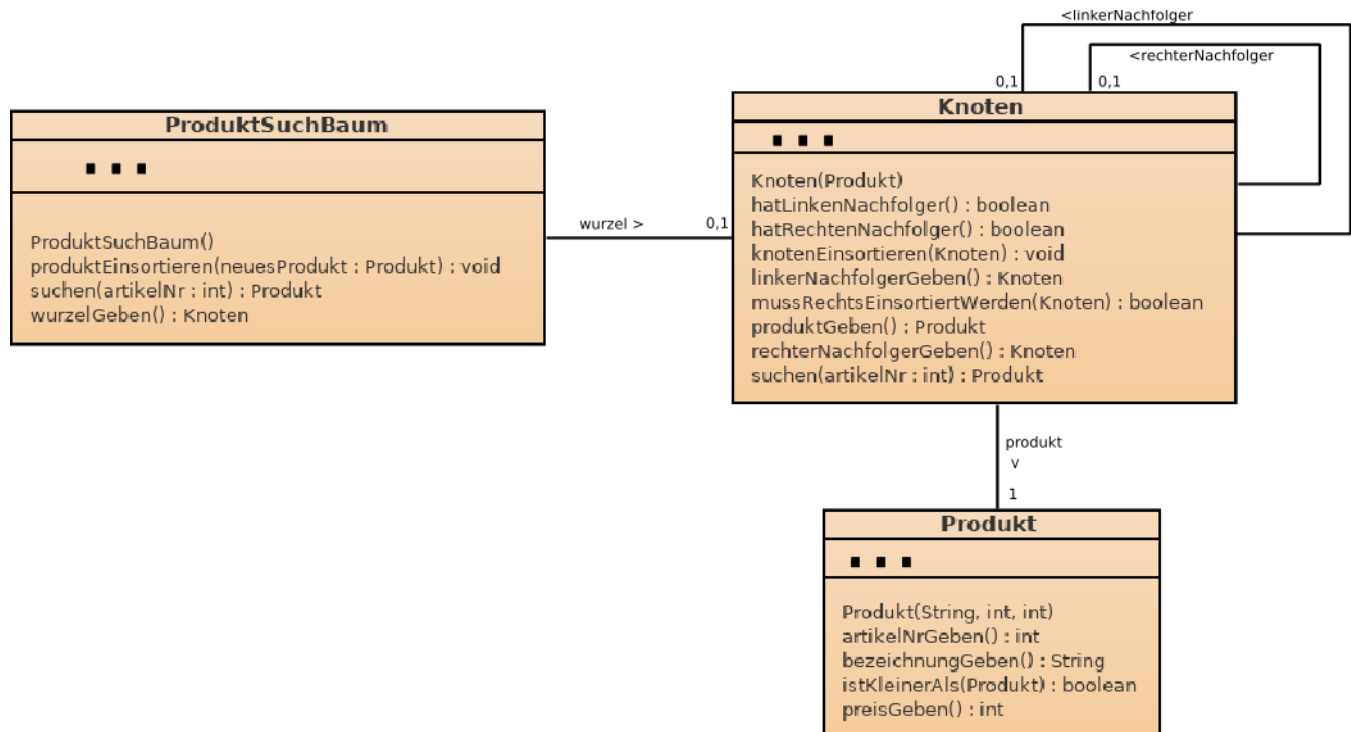 <linkerNachfolger
<rechterNachfolger
0,1
0,1
ProduktSuchBaum
ProduktSuchBaum()
produktEinsortieren(neuesProdukt : Produkt) : void
suchen(artikelNr : int) : Produkt
wurzelGeben() : Knoten
wurzel >
0,1
Knoten
Knoten(Produkt)
hatLinkenNachfolger() : boolean
hatRechtenNachfolger() : boolean
knotenEinsortieren(Knoten) : void
linkerNachfolgerGeben() : Knoten
mussRechtsEinsortiertWerden(Knoten) : boolean
produktGeben() : Produkt
rechterNachfolgerGeben() : Knoten
suchen(artikelNr : int) : Produkt
produkt
v
1
Produkt
Produkt(String, int, int)
artikelNrGeben() : int
bezeichnungGeben() : String
istKleinerAls(Produkt) : boolean
preisGeben() : int